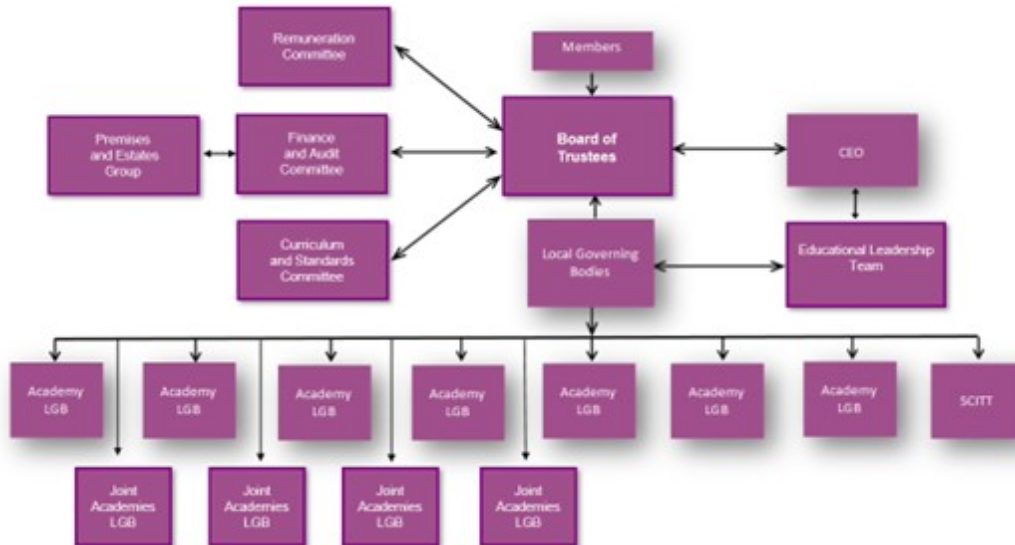 Remuneration
Committee
Members
Premises
and Estates
Group
Finance
and Audit
Committee
Board of
Trustees
CEO
Curriculum
and Standards
Committee
Local Governing
Bodies
Educational Leadership
Team
Academy
LGB
Academy
LGB
Academy
LGB
Academy
LGB
Academy
LGB
Academy
LGB
Academy
LGB
SCITT
Joint
Academies
LGB
Joint
Academies
LGB
Joint
Academies
LGB
Joint
Academies
LGB